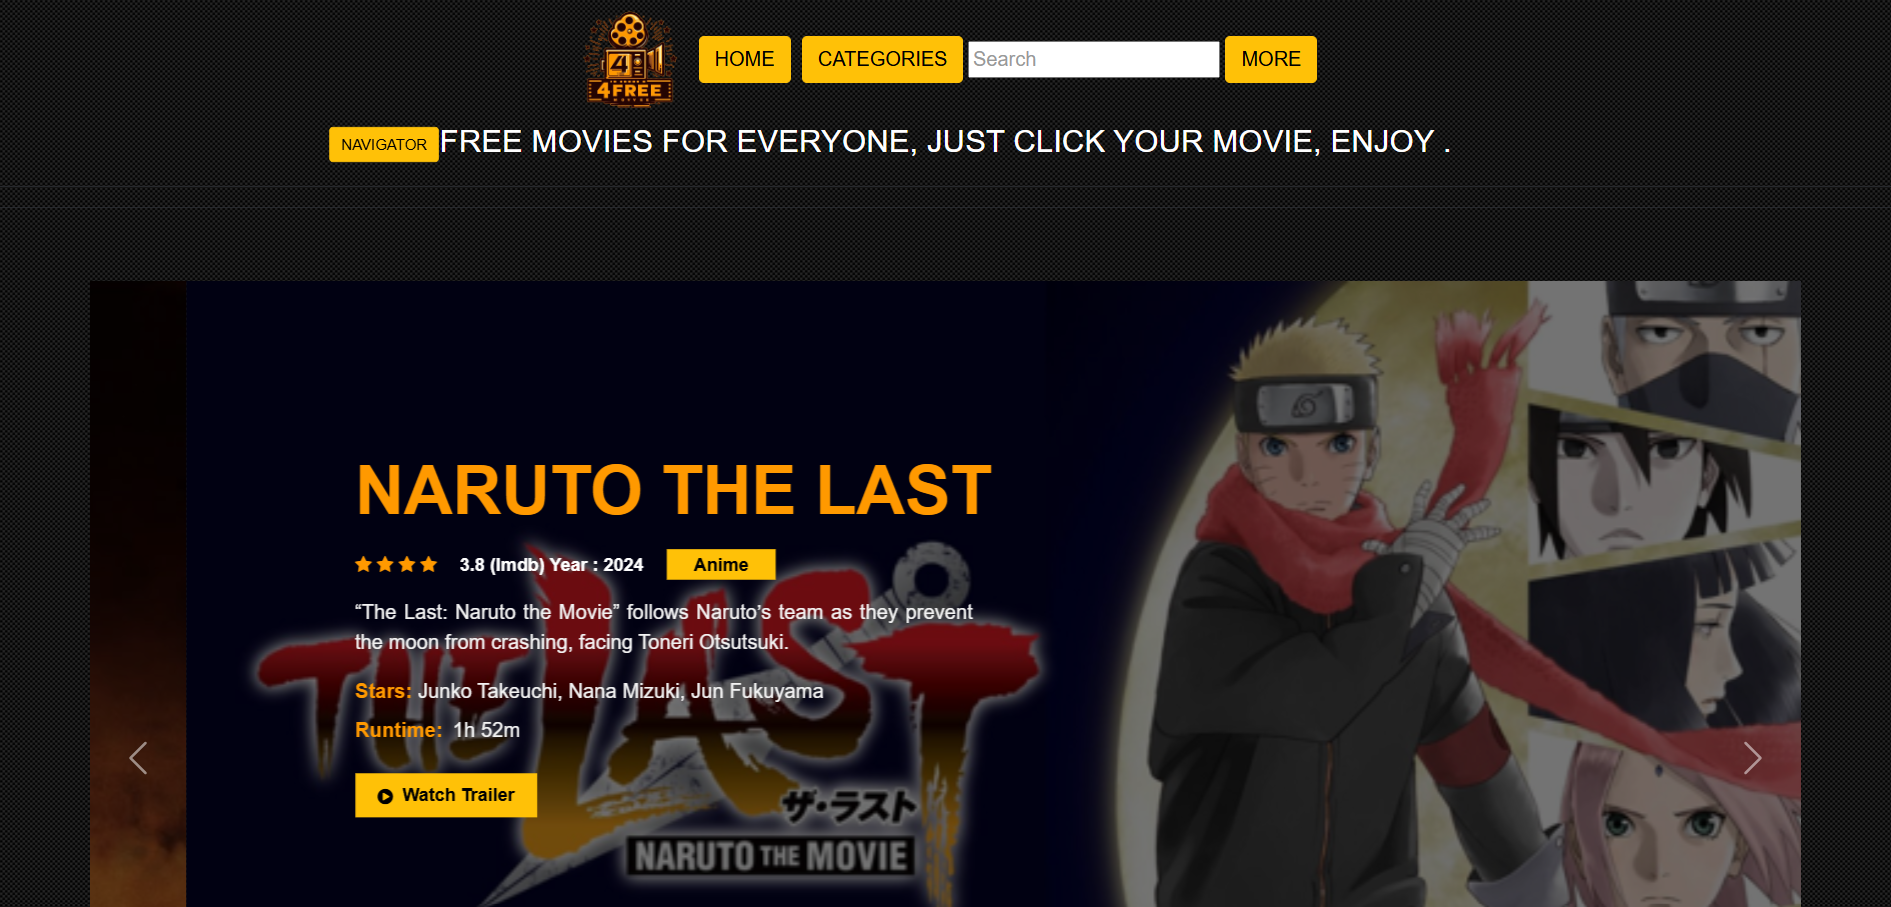 4
4FREE
HOME
CATEGORIES
Search
MORE
NAVIGATOR
FREE MOVIES FOR EVERYONE, JUST CLICK YOUR MOVIE, ENJOY .
NARUTO THE LAST
3.8 (Imdb) Year : 2024
Anime
“The Last: Naruto the Movie” follows Naruto’s team as they prevent
the moon from crashing, facing Toneri Otsutsuki.
Stars: Junko Takeuchi, Nana Mizuki, Jun Fukuyama
Runtime: 1h 52m
Watch Trailer
THE LAST
ザ・ラスト
NARUTO THE MOVIE